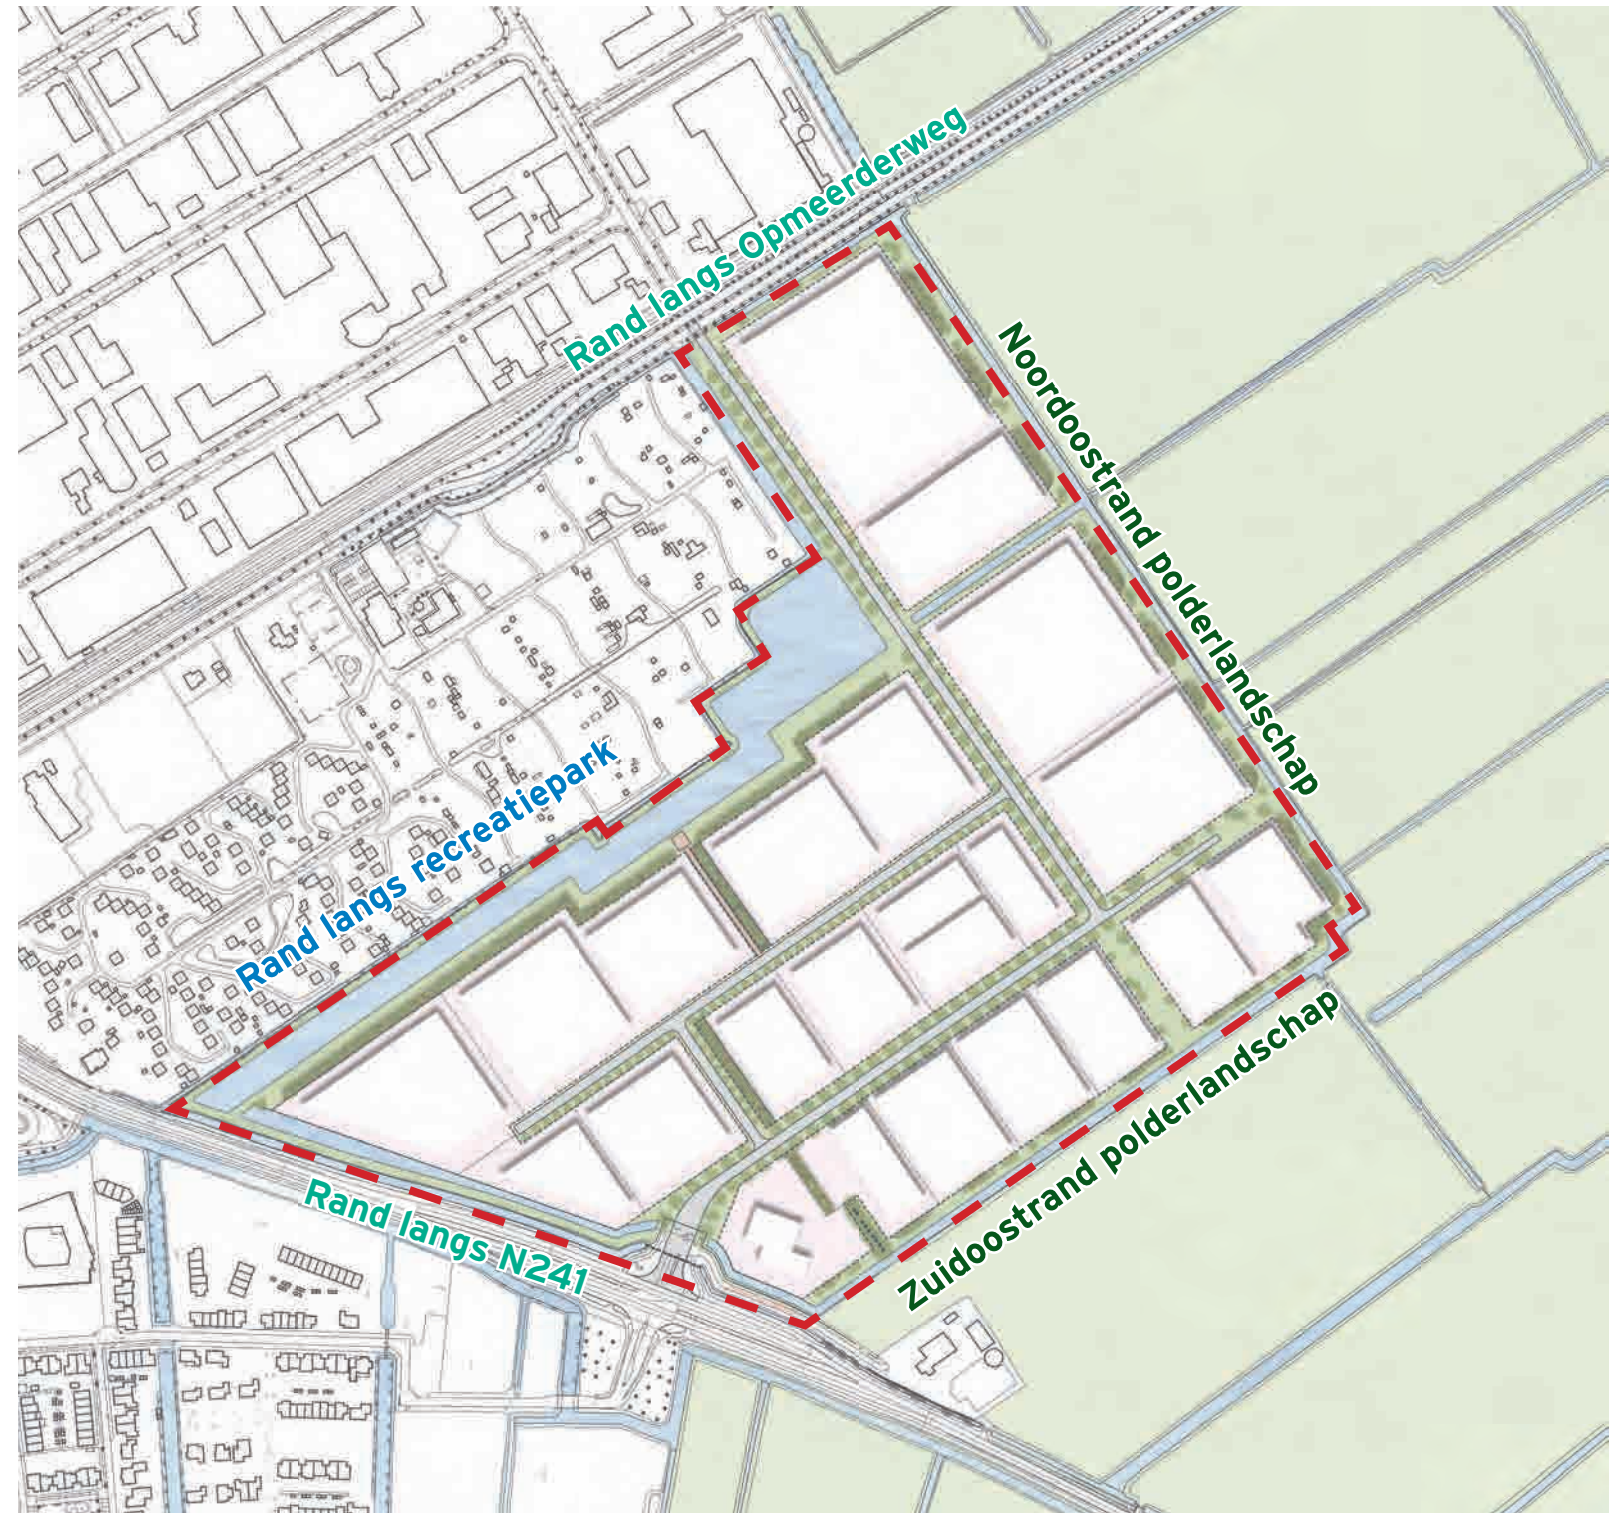 Rand langs Opmeerderweg
Noordoostrand polderlandschap
Rand langs recreatiepark
Zuidoostrand polderlandschap
Rand langs N241